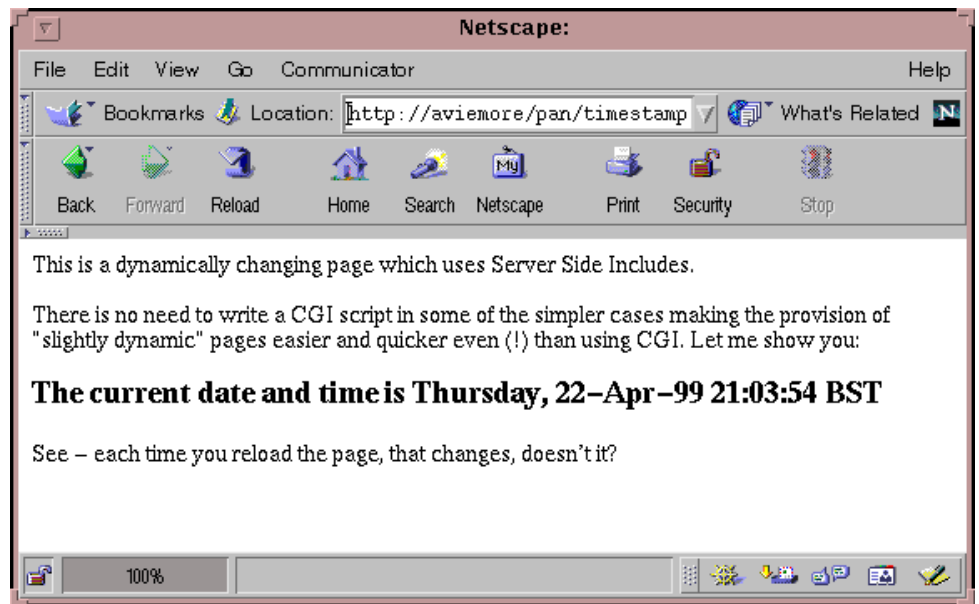 Netscape:
File Edit View Go Communicator Help
Bookmarks Location: http://aviemore/pan/timestamp What's Related N
Back Forward Reload Home Search Netscape Print Security Stop
My
This is a dynamically changing page which uses Server Side Includes.
There is no need to write a CGI script in some of the simpler cases making the provision of
"slightly dynamic" pages easier and quicker even (!) than using CGI. Let me show you:
The current date and time is Thursday, 22-Apr-99 21:03:54 BST
See – each time you reload the page, that changes, doesn't it?
100%